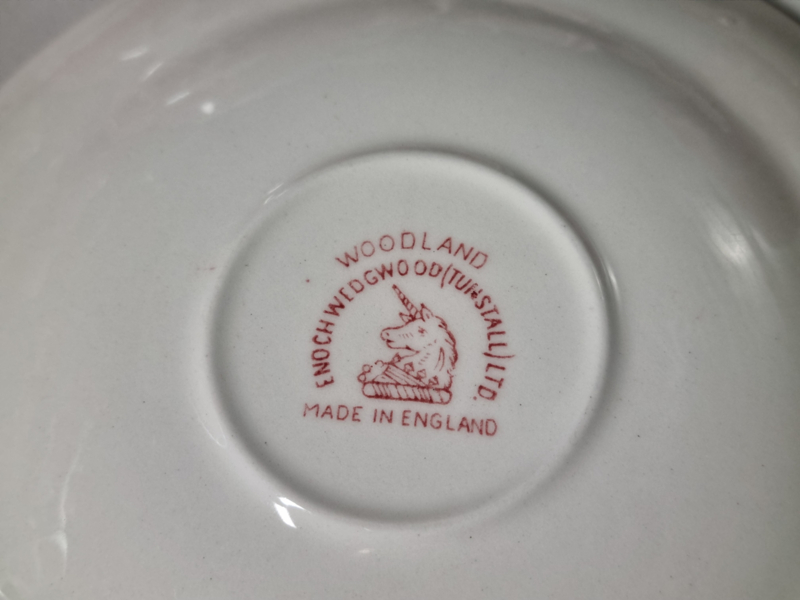 WOODLAND
ENOCH WEDGWOOD (TUNSTALL) LTD.
MADE IN ENGLAND